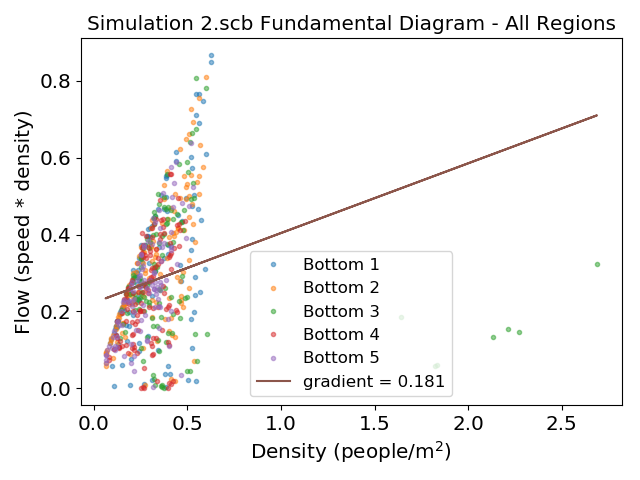 Simulation 2.scb Fundamental Diagram - All Regions
Flow (speed * density)
0.8
0.6
0.4
0.2
0.0
Bottom 1
Bottom 2
Bottom 3
Bottom 4
Bottom 5
gradient = 0.181
0.0 0.5 1.0 1.5 2.0 2.5
Density (people/m²)